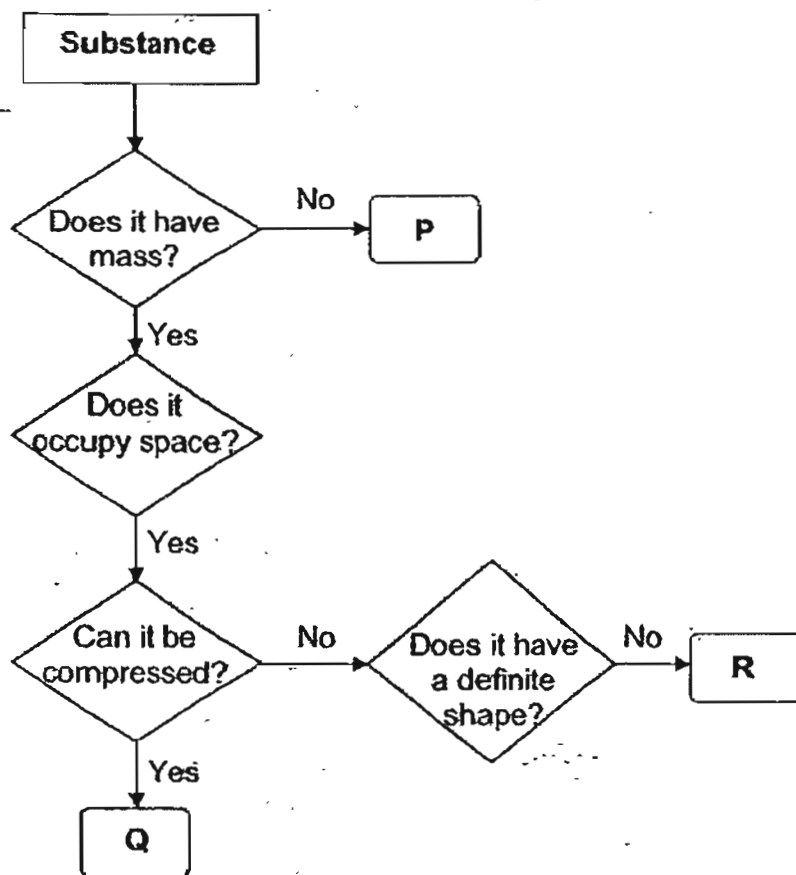 Substance
Does it have
mass?
No
P
Yes
Does it
occupy space?
Yes
Can it be
compressed?
No
Does it have
a definite
shape?
No
R
Yes
Q